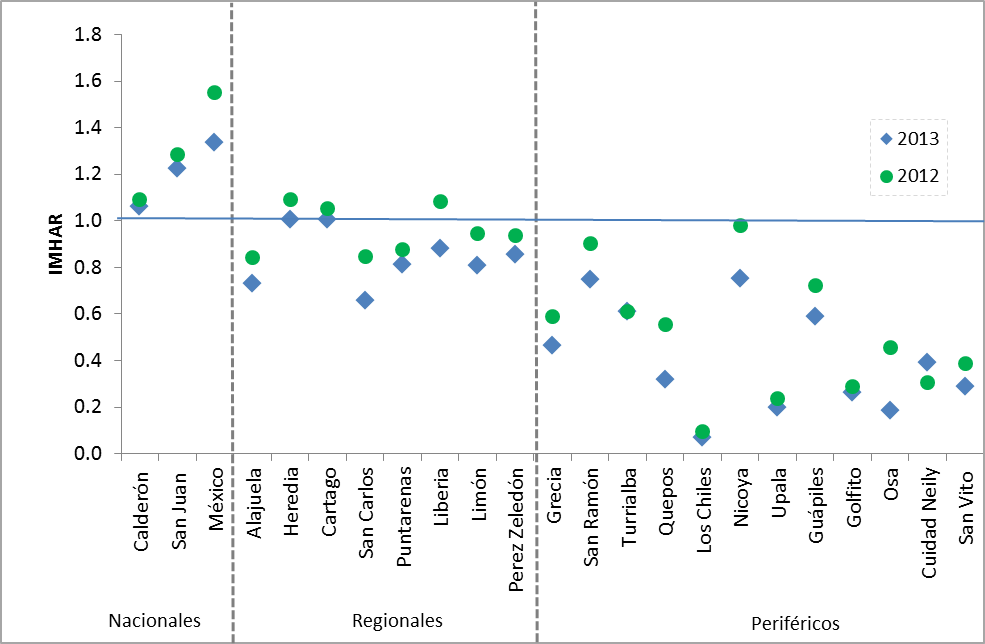 1.8
1.6
1.4
1.2
1.0
0.8
0.6
0.4
0.2
0.0
IMHAR
2013
2012
Calderón
San Juan
México
Alajuela
Heredia
Cartago
San Carlos
Puntarenas
Liberia
Limón
Perez Zeledón
Grecia
San Ramón
Turrialba
Quepos
Los Chiles
Nicoya
Upala
Guápiles
Golfito
Osa
Cuidad Neily
San Vito
Nacionales
Regionales
Periféricos